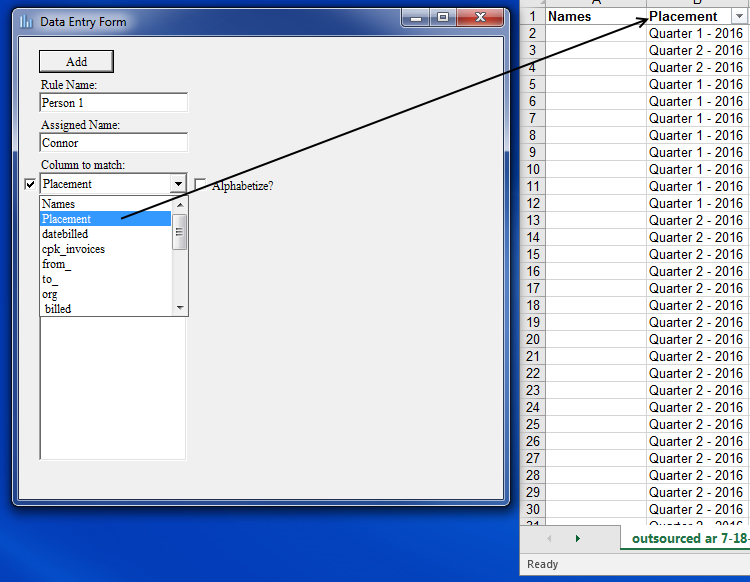 Data Entry Form
Add
Rule Name:
Person 1
Assigned Name:
Connor
Column to match:
Placement
Alphabetize?
Names
Placement
datebilled
cpk_invoices
from_
to_
org
billed
1 Names Placement
2 Quarter 1 - 2016
3 Quarter 2 - 2016
4 Quarter 2 - 2016
5 Quarter 1 - 2016
6 Quarter 1 - 2016
7 Quarter 1 - 2016
8 Quarter 1 - 2016
9 Quarter 1 - 2016
10 Quarter 1 - 2016
11 Quarter 1 - 2016
12 Quarter 1 - 2016
13 Quarter 2 - 2016
14 Quarter 2 - 2016
15 Quarter 2 - 2016
16 Quarter 2 - 2016
17 Quarter 2 - 2016
18 Quarter 2 - 2016
19 Quarter 2 - 2016
20 Quarter 2 - 2016
21 Quarter 2 - 2016
22 Quarter 2 - 2016
23 Quarter 2 - 2016
24 Quarter 2 - 2016
25 Quarter 2 - 2016
26 Quarter 2 - 2016
27 Quarter 2 - 2016
28 Quarter 2 - 2016
29 Quarter 2 - 2016
30 Quarter 2 - 2016
31 Quarter 2 - 2016
outsourced ar 7-18-
Ready